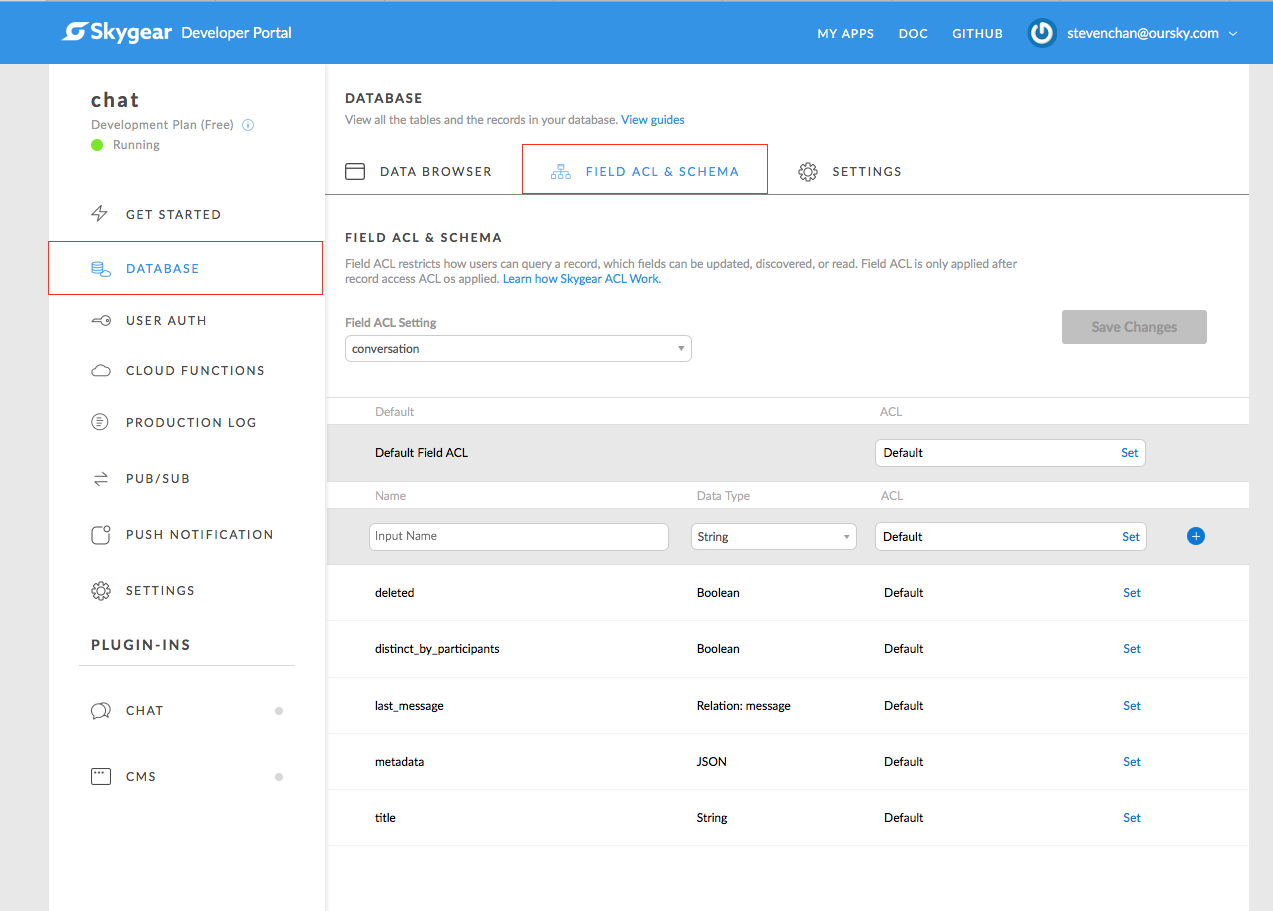 Skygear Developer Portal
MY APPS DOC GITHUB stevenchan@oursky.com
chat
Development Plan (Free)
Running
GET STARTED
DATABASE
USER AUTH
CLOUD FUNCTIONS
PRODUCTION LOG
PUB/SUB
PUSH NOTIFICATION
SETTINGS
PLUGIN-INS
CHAT
CMS
DATABASE
View all the tables and the records in your database. View guides
DATA BROWSER FIELD ACL & SCHEMA SETTINGS
FIELD ACL & SCHEMA
Field ACL restricts how users can query a record, which fields can be updated, discovered, or read. Field ACL is only applied after
record access ACL os applied. Learn how Skygear ACL Work.
Field ACL Setting
conversation
Save Changes
Default ACL
Default Field ACL Default Set
Name Data Type ACL
Input Name String Default Set
deleted Boolean Default Set
distinct_by_participants Boolean Default Set
last_message Relation: message Default Set
metadata JSON Default Set
title String Default Set